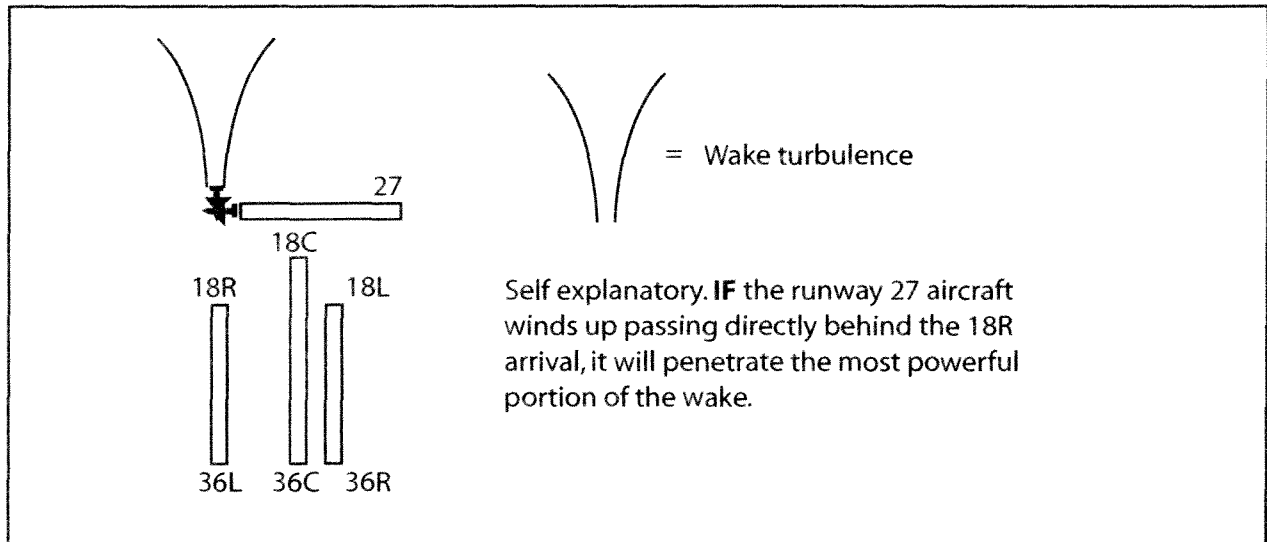 27
= Wake turbulence
18C
18R
18L
Self explanatory. IF the runway 27 aircraft
winds up passing directly behind the 18R
arrival, it will penetrate the most powerful
portion of the wake.
36L
36C
36R